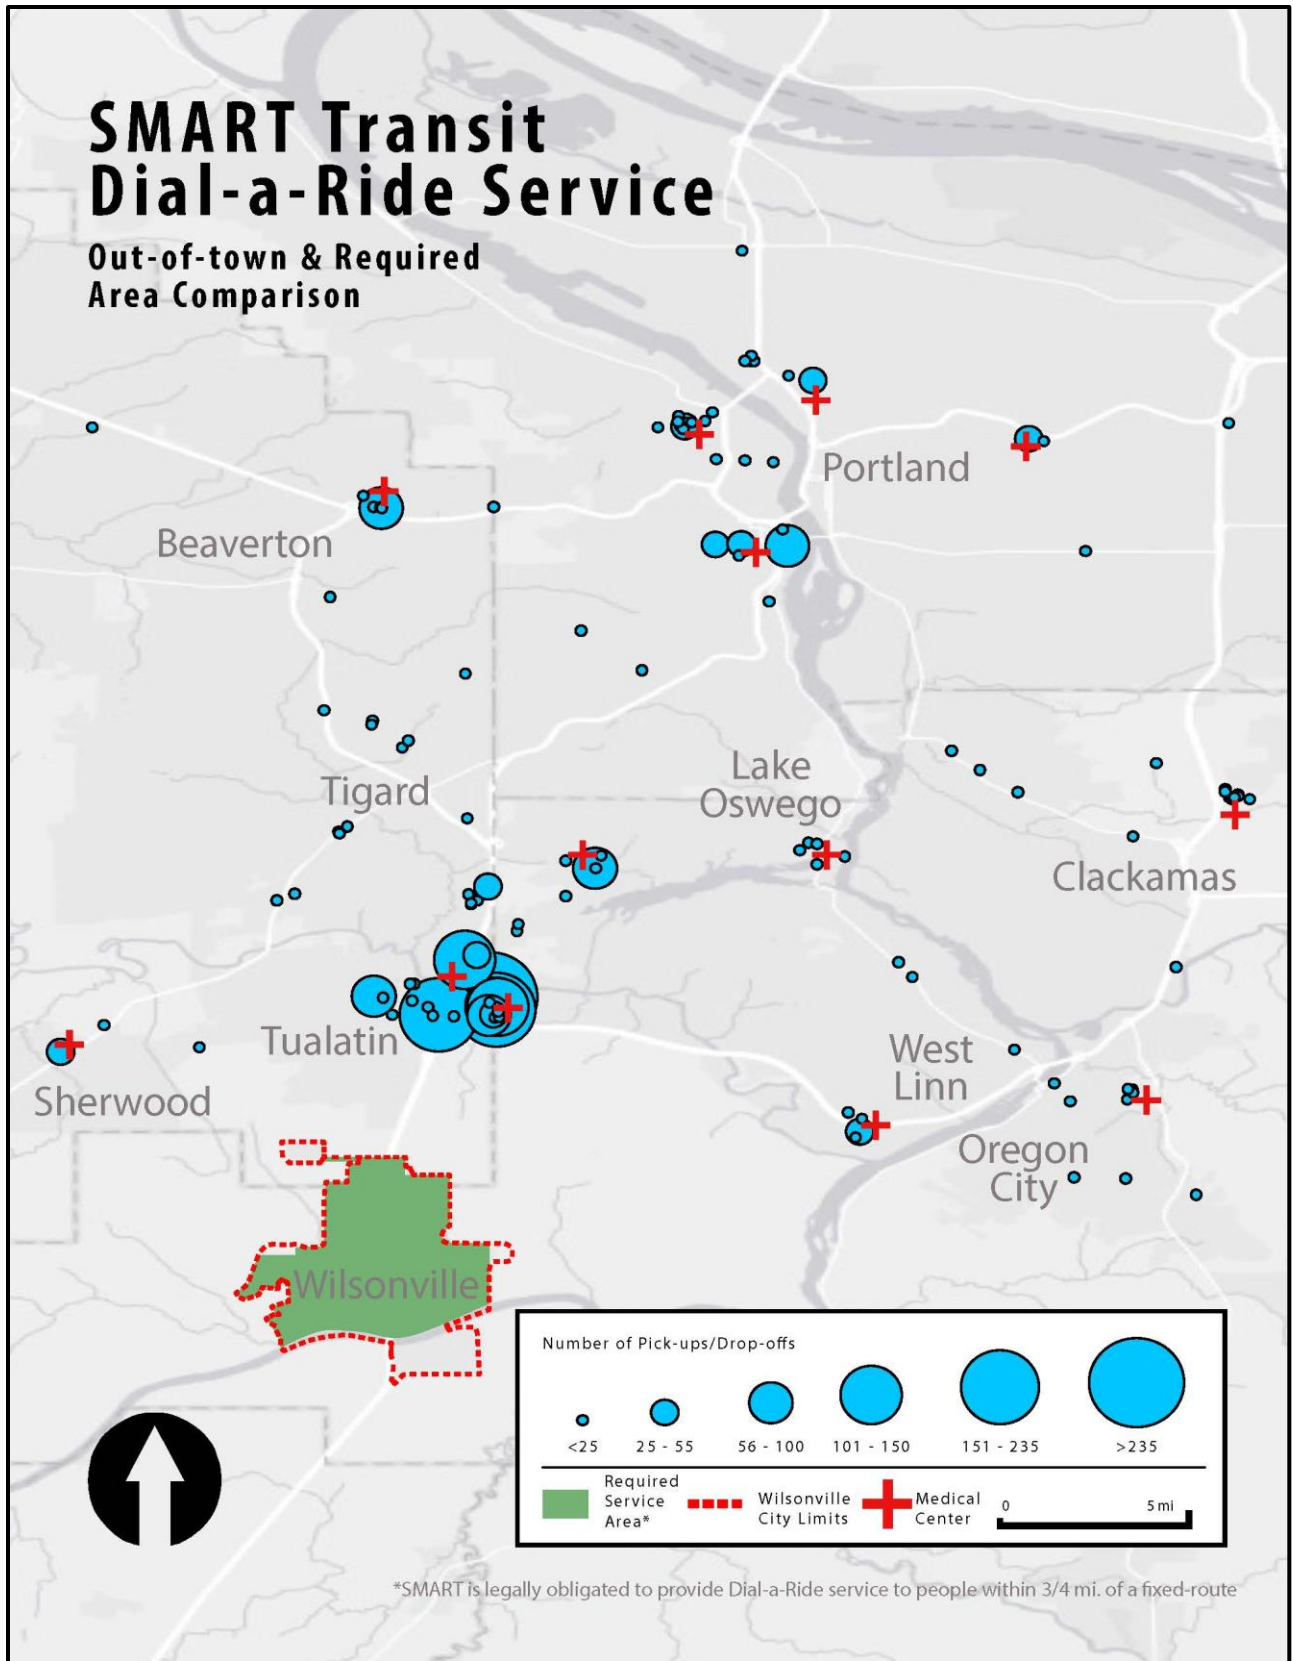 SMART Transit
Dial-a-Ride Service
Out-of-town & Required
Area Comparison
Portland
Beaverton
Lake
Oswego
Tigard
Clackamas
Tualatin
West
Linn
Sherwood
Oregon
City
Wilsonville
Number of Pick-ups/Drop-offs
<25
25 - 55
56 - 100
101 - 150
151 - 235
>235
Required
Service
Area*
Wilsonville
City Limits
Medical
Center
0
5 mi
*SMART is legally obligated to provide Dial-a-Ride service to people within 3/4 mi. of a fixed-route